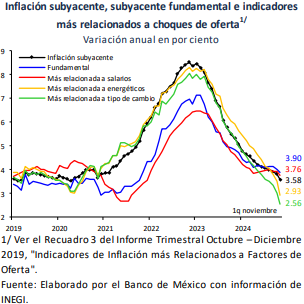 Inflación subyacente, subyacente fundamental e indicadores
más relacionados a choques de oferta1/
Variación anual en por ciento
9
8
7
6
5
4
3
2
Inflación subyacente
Fundamental
Más relacionada a salarios
Más relacionada a energéticos
Más relacionada a tipo de cambio
3.90
3.76
3.58
2.93
2.56
1q noviembre
2019 2020 2021 2022 2023 2024
1/ Ver el Recuadro 3 del Informe Trimestral Octubre – Diciembre
2019, "Indicadores de Inflación más Relacionados a Factores de
Oferta".
Fuente: Elaborado por el Banco de México con información de
INEGI.